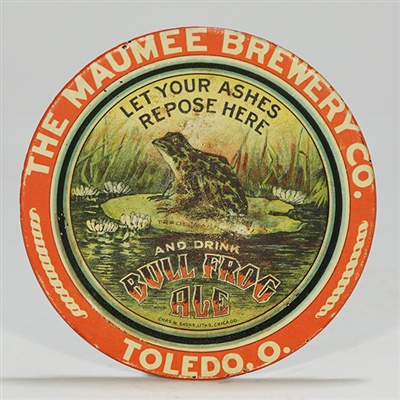 THE MAUMEE BREWERY CO.
LET YOUR ASHES
REPOSE HERE
AND DRINK
BULL FROG
ALE
TOLEDO, O.